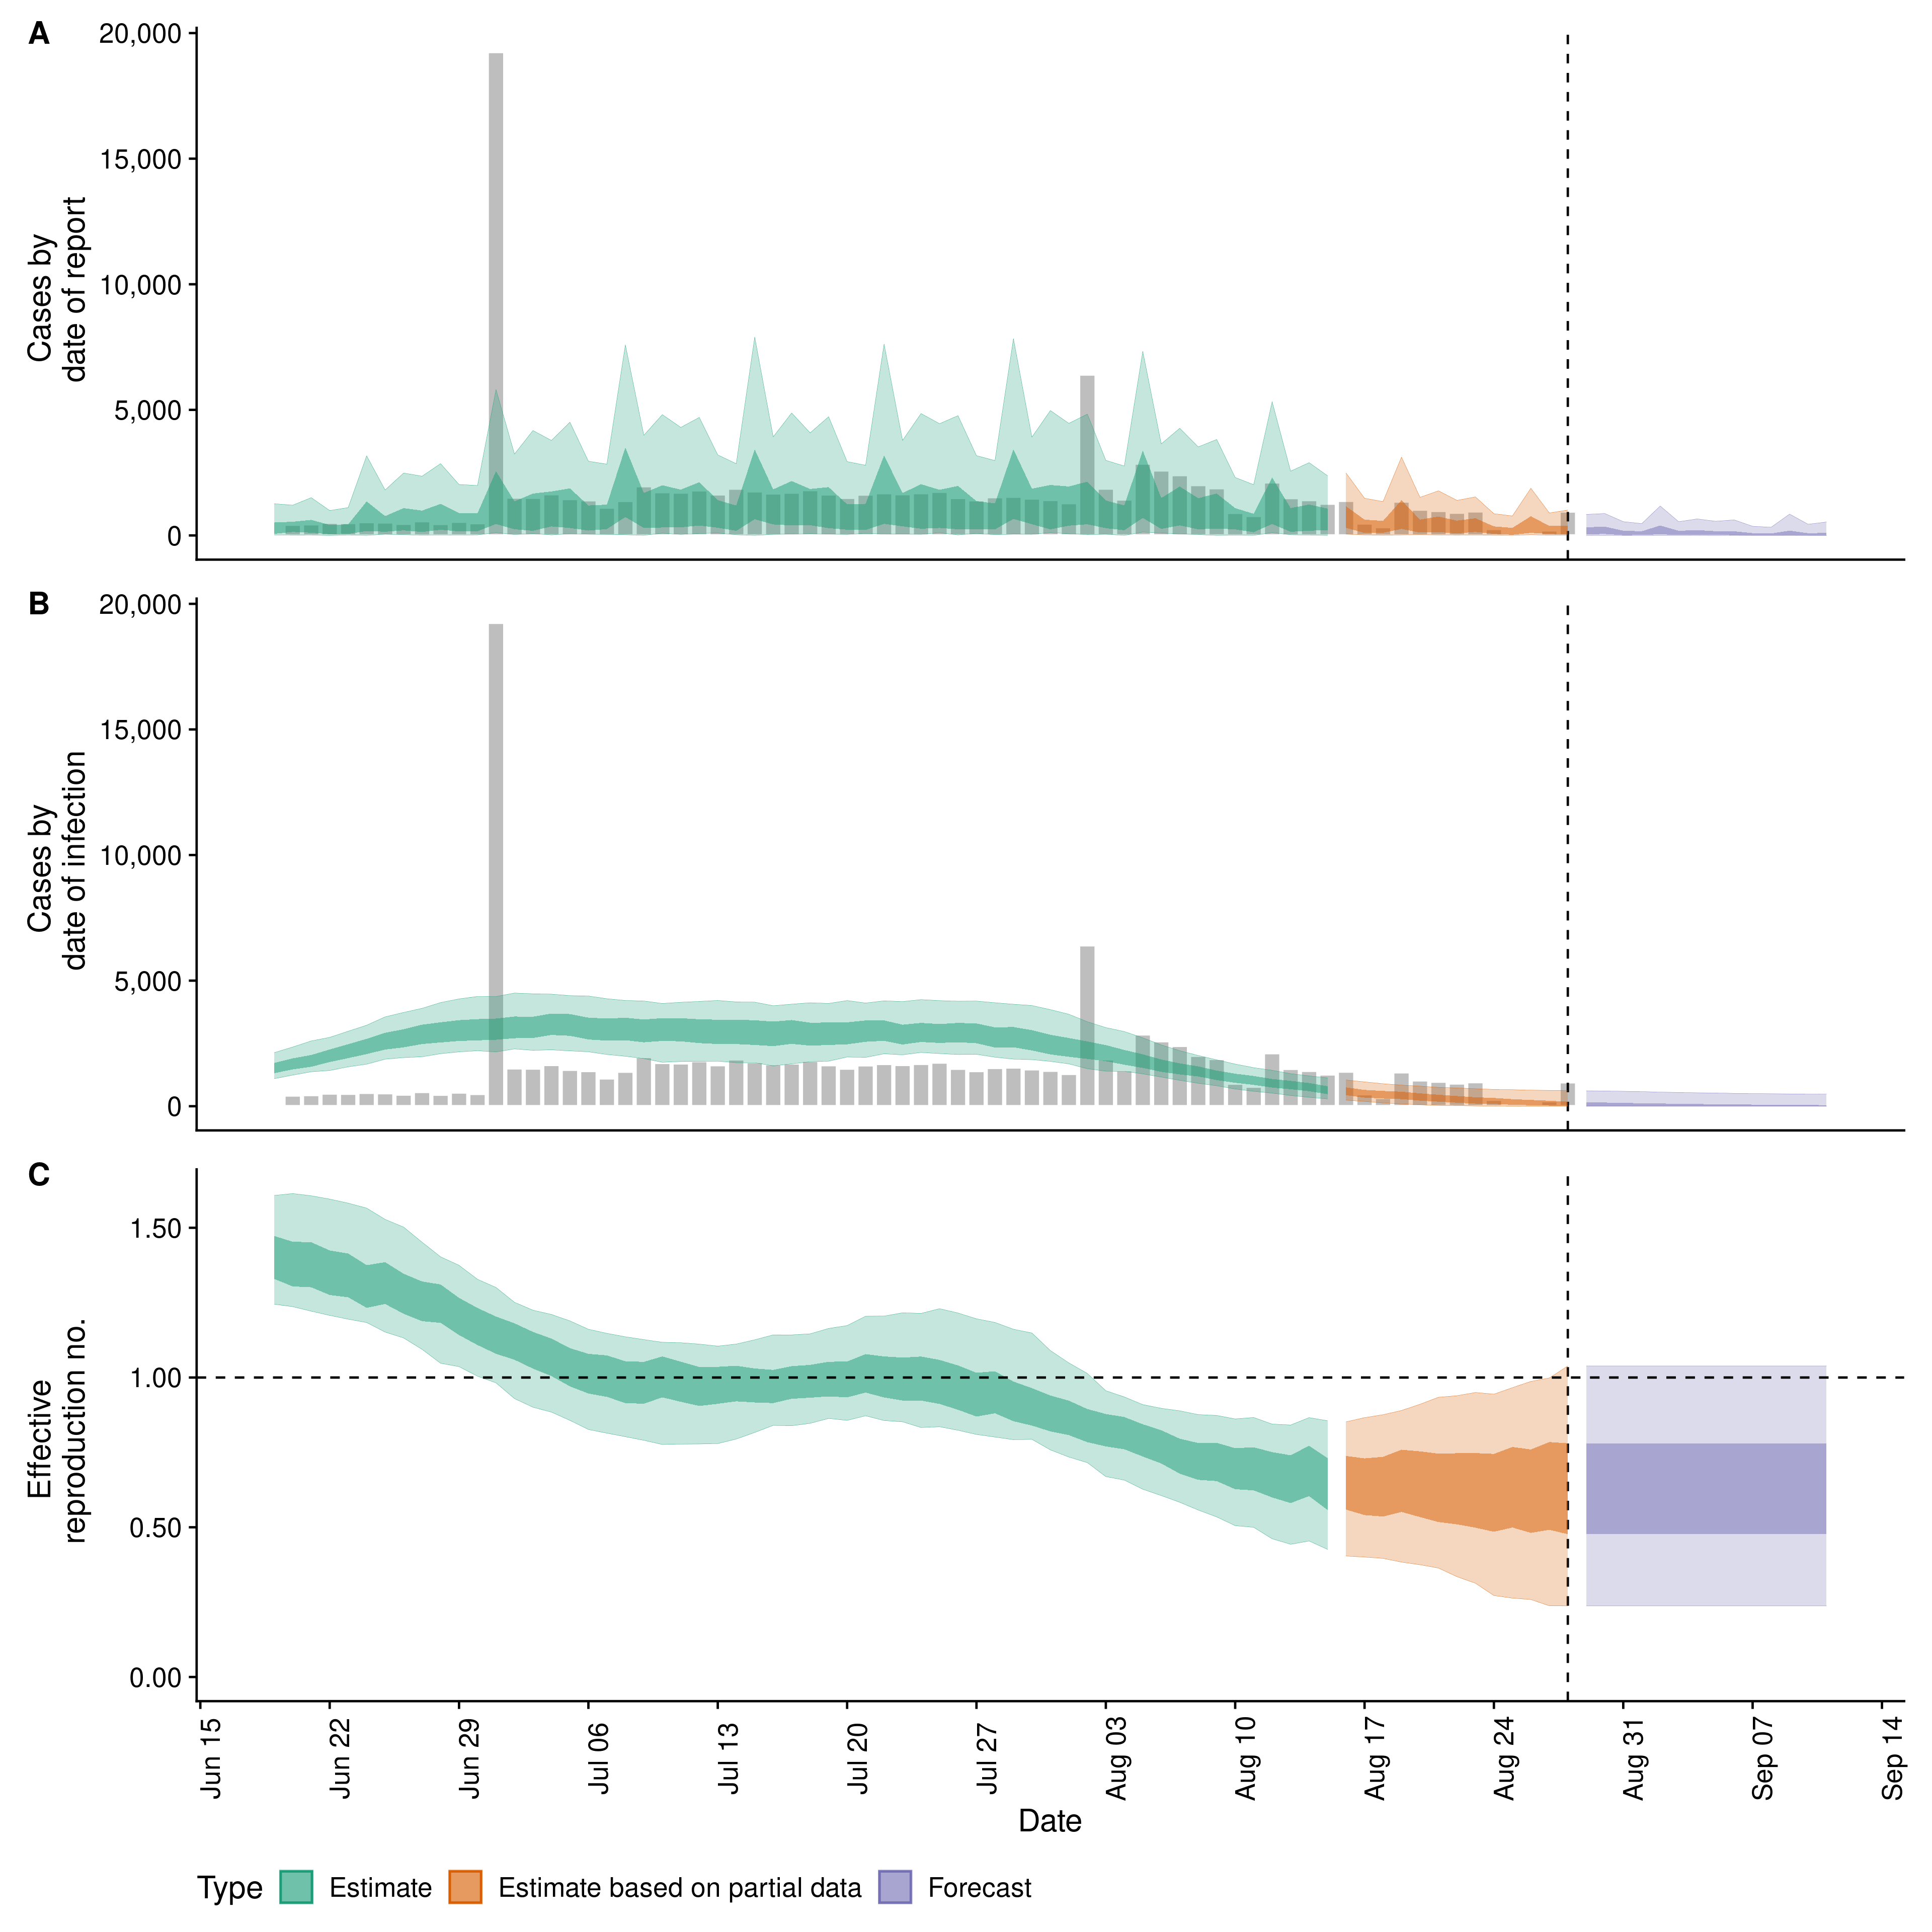 A
20,000
15,000
10,000
5,000
0
Cases by
date of report
B
20,000
15,000
10,000
5,000
0
Cases by
date of infection
C
1.50
1.00
0.50
0.00
Effective
reproduction no.
Jun 15
Jun 22
Jun 29
Jul 06
Jul 13
Jul 20
Jul 27
Aug 03
Aug 10
Aug 17
Aug 24
Aug 31
Sep 07
Sep 14
Date
Type Estimate Estimate based on partial data Forecast